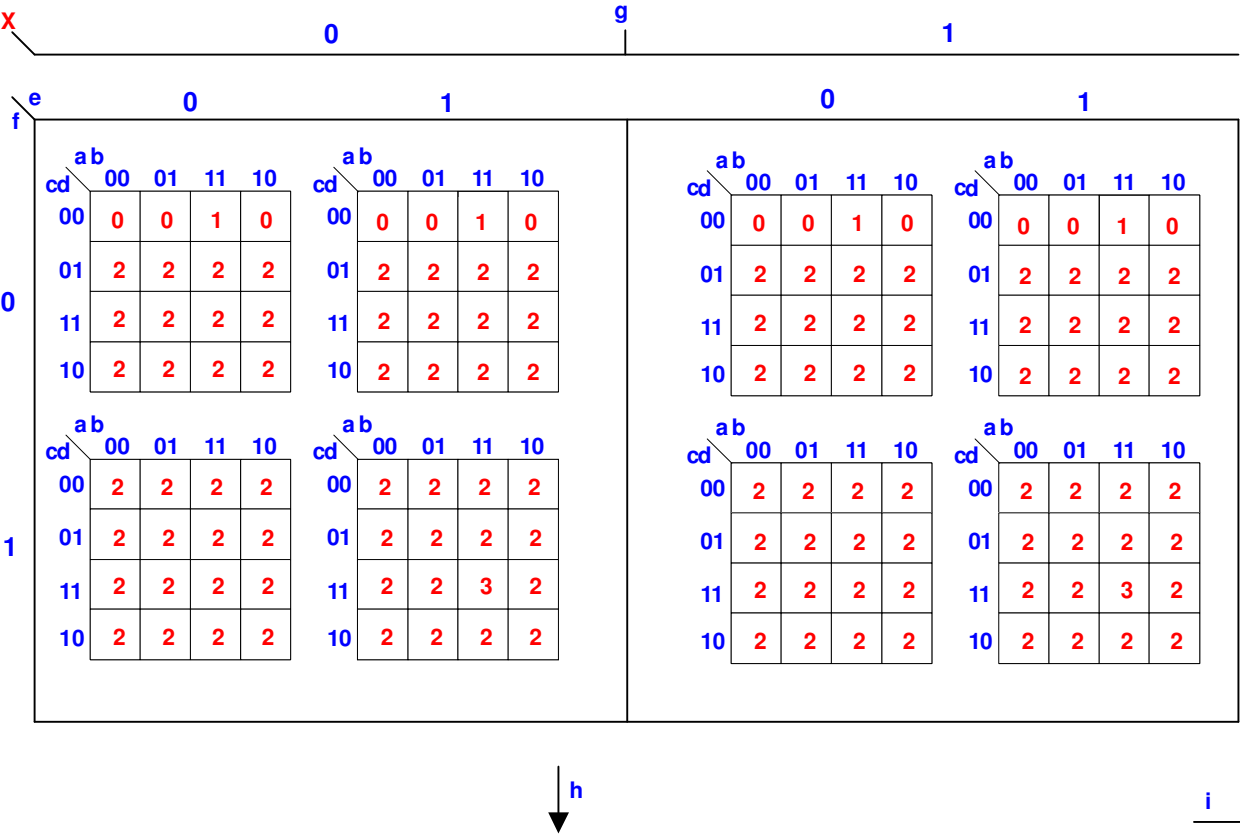 X 0 g 1
e 0 1 0 1
f
ab ab ab ab
cd 00 01 11 10 cd 00 01 11 10 cd 00 01 11 10 cd 00 01 11 10
00 0 0 1 0 00 0 0 1 0 00 0 0 1 0 00 0 0 1 0
01 2 2 2 2 01 2 2 2 2 01 2 2 2 2 01 2 2 2 2
0
11 2 2 2 2 11 2 2 2 2 11 2 2 2 2 11 2 2 2 2
10 2 2 2 2 10 2 2 2 2 10 2 2 2 2 10 2 2 2 2
ab ab ab ab
cd 00 01 11 10 cd 00 01 11 10 cd 00 01 11 10 cd 00 01 11 10
00 2 2 2 2 00 2 2 2 2 00 2 2 2 2 00 2 2 2 2
1 01 2 2 2 2 01 2 2 2 2 01 2 2 2 2 01 2 2 2 2
11 2 2 2 2 11 2 2 3 2 11 2 2 2 2 11 2 2 3 2
10 2 2 2 2 10 2 2 2 2 10 2 2 2 2 10 2 2 2 2
h i